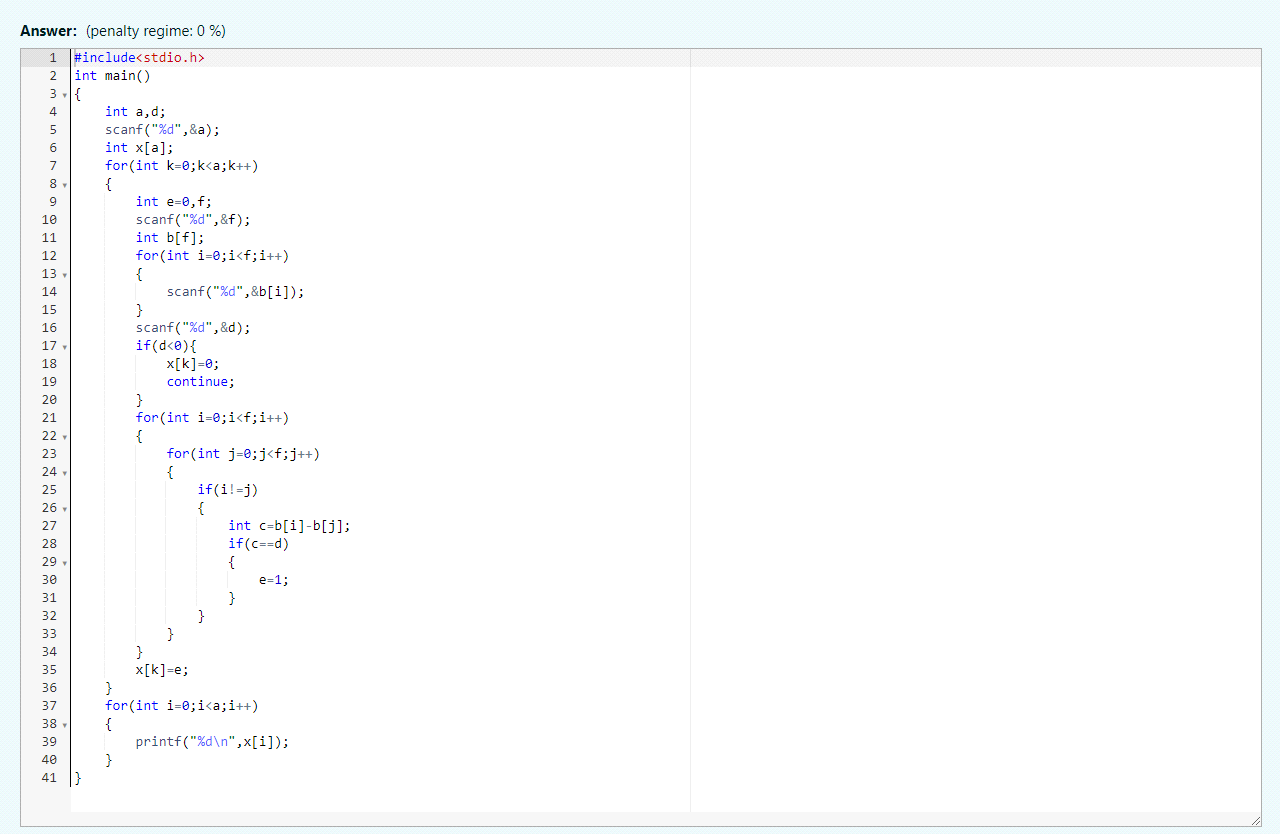 Answer: (penalty regime: 0 %)
1 #include<stdio.h>
2 int main()
3 {
4     int a,d;
5     scanf("%d",&a);
6     int x[a];
7     for(int k=0;k<a;k++)
8     {
9         int e=0,f;
10         scanf("%d",&f);
11         int b[f];
12         for(int i=0;i<f;i++)
13         {
14             scanf("%d",&b[i]);
15         }
16         scanf("%d",&d);
17         if(d<0){
18             x[k]=0;
19             continue;
20         }
21         for(int i=0;i<f;i++)
22         {
23             for(int j=0;j<f;j++)
24             {
25                 if(i!=j)
26                 {
27                     int c=b[i]-b[j];
28                     if(c==d)
29                     {
30                         e=1;
31                     }
32                 }
33             }
34         }
35         x[k]=e;
36     }
37     for(int i=0;i<a;i++)
38     {
39         printf("%d\n",x[i]);
40     }
41 }